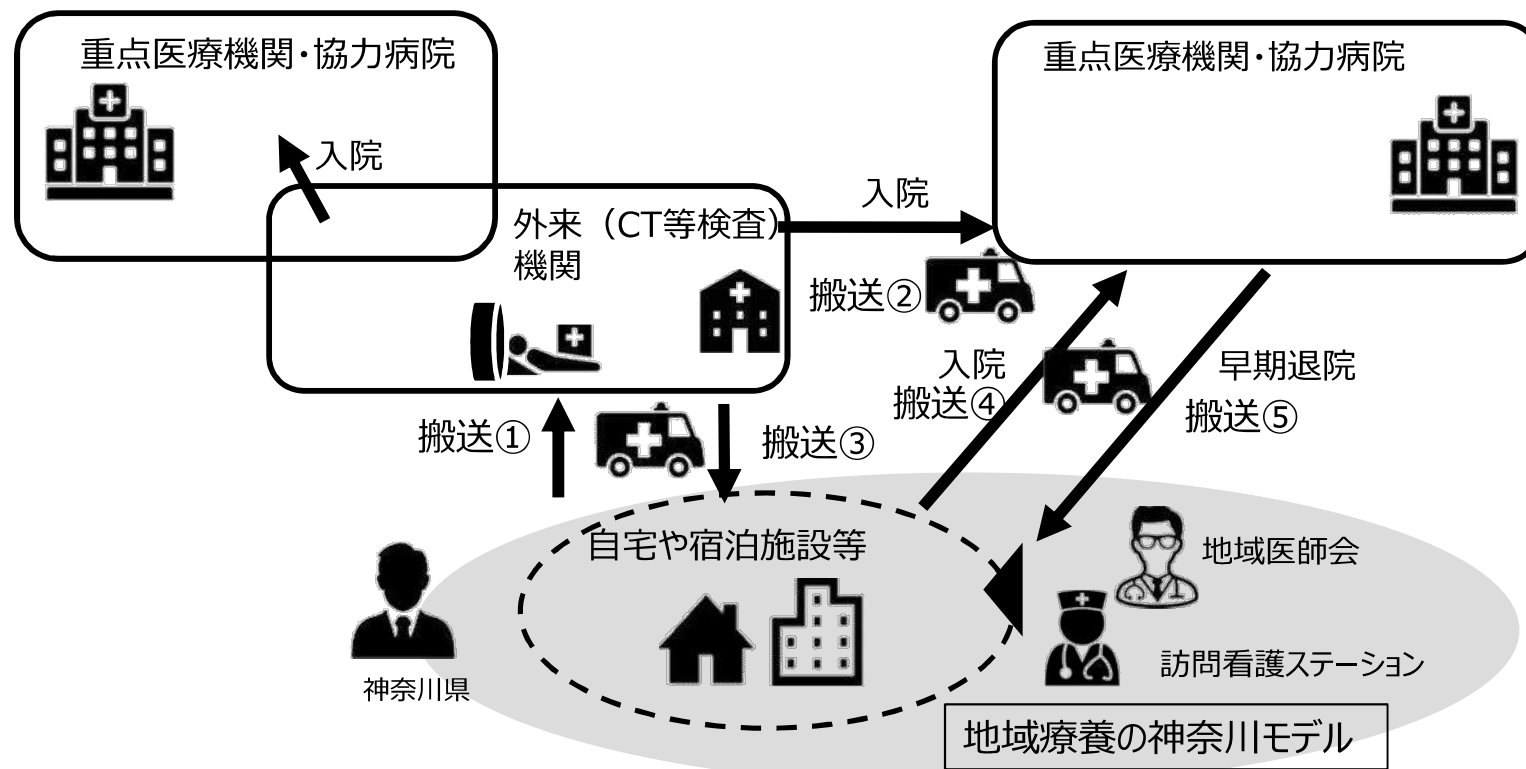 重点医療機関・協力病院
重点医療機関・協力病院
入院
入院
外来（CT等検査）
機関
搬送②
入院
搬送④
早期退院
搬送⑤
搬送①
搬送③
自宅や宿泊施設等
地域医師会
訪問看護ステーション
神奈川県
地域療養の神奈川モデル